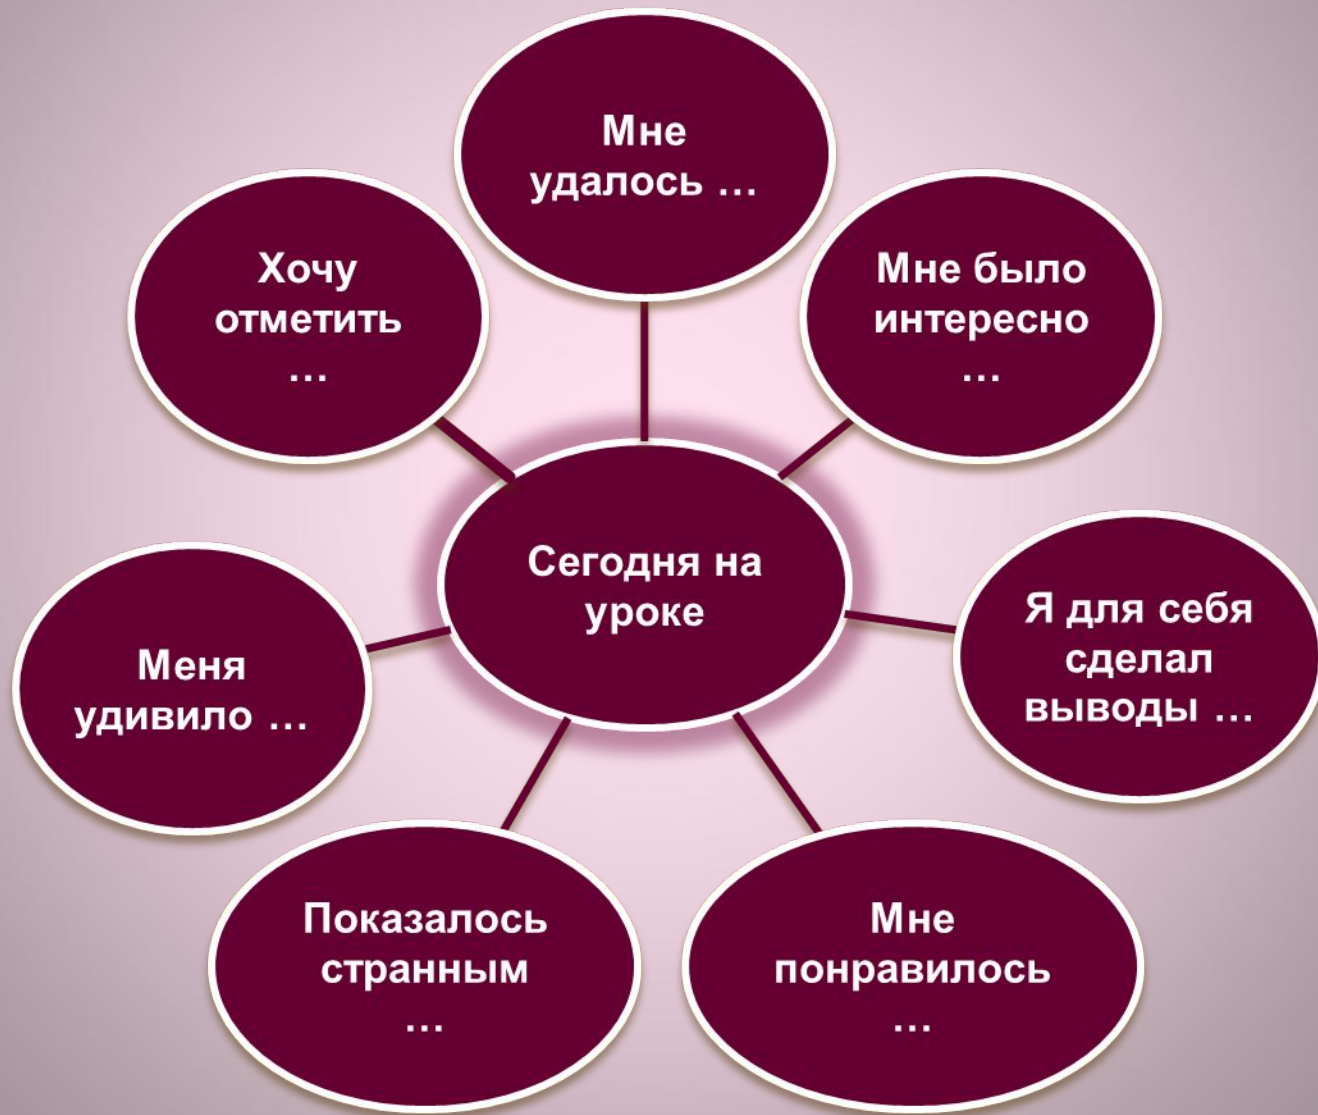 Мне
удалось …
Хочу
отметить
…
Мне было
интересно
…
Сегодня на
уроке
Я для себя
сделал
выводы …
Меня
удивило …
Показалось
странным
…
Мне
понравилось
…